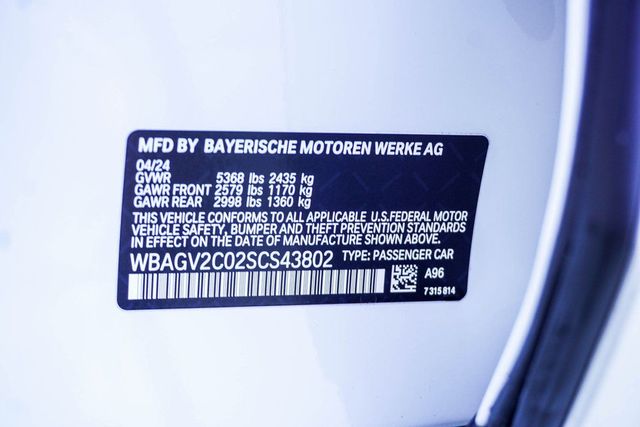 MFD BY BAYERISCHE MOTOREN WERKE AG
04/24
GVWR 5368 lbs 2435 kg
GAWR FRONT 2579 lbs 1170 kg
GAWR REAR 2998 lbs 1360 kg
THIS VEHICLE CONFORMS TO ALL APPLICABLE U.S.FEDERAL MOTOR
VEHICLE SAFETY, BUMPER AND THEFT PREVENTION STANDARDS
IN EFFECT ON THE DATE OF MANUFACTURE SHOWN ABOVE.
WBAGV2C02SCS43802 TYPE: PASSENGER CAR
A96
7 315 814